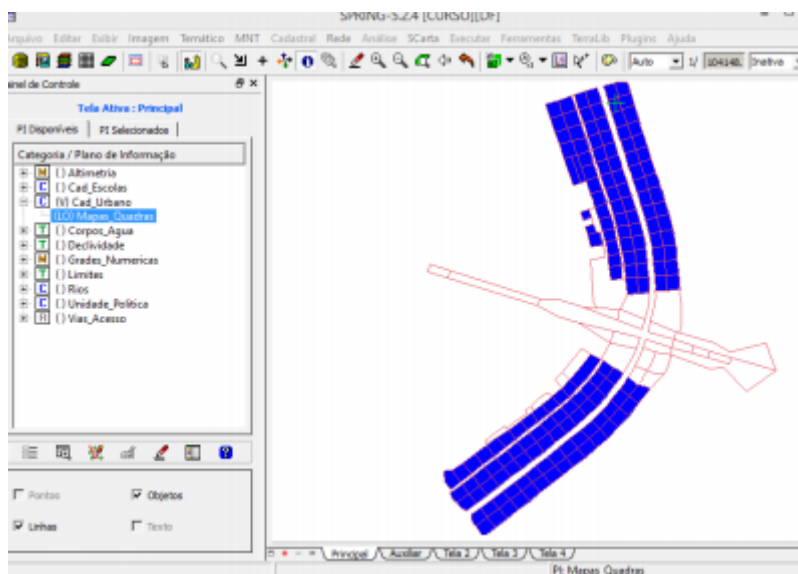 SPRING-5.2.4 [CURSO][DF]
Arquivo Editar Exibir Imagem Temático MNT Cadastral Rede Análise SCarta Executar Ferramentas TerraLib Plugins Ajuda
Auto 1/ Inativa
Painel de Controle
Tela Ativa : Principal
PI Disponíveis PI Selecionados
Categoria / Plano de Informação
M () Altimetria
C () Cad_Escolas
C (V) Cad_Urbano
(LO) Mapas_Quadras
T () Corpos_Agua
T () Declividade
M () Grades_Numericas
T () Limites
C () Rios
C () Unidade_Politica
R () Vias_Acesso
Pontos Objetos
Linhas Texto
Principal Auxiliar Tela 2 Tela 3 Tela 4
PI: Mapas_Quadras